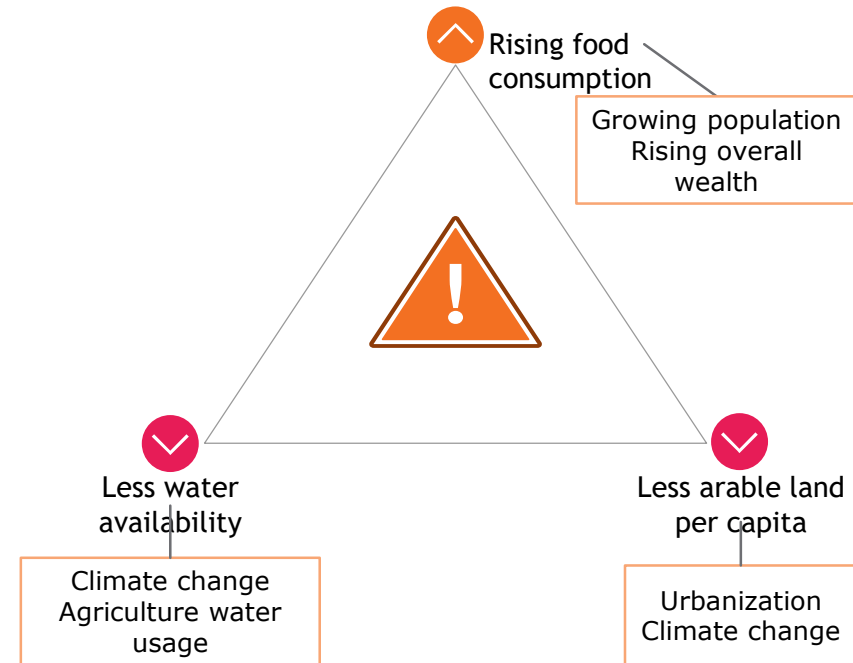 Rising food
consumption
Growing population
Rising overall
wealth
!
Less water
availability
Climate change
Agriculture water
usage
Less arable land
per capita
Urbanization
Climate change